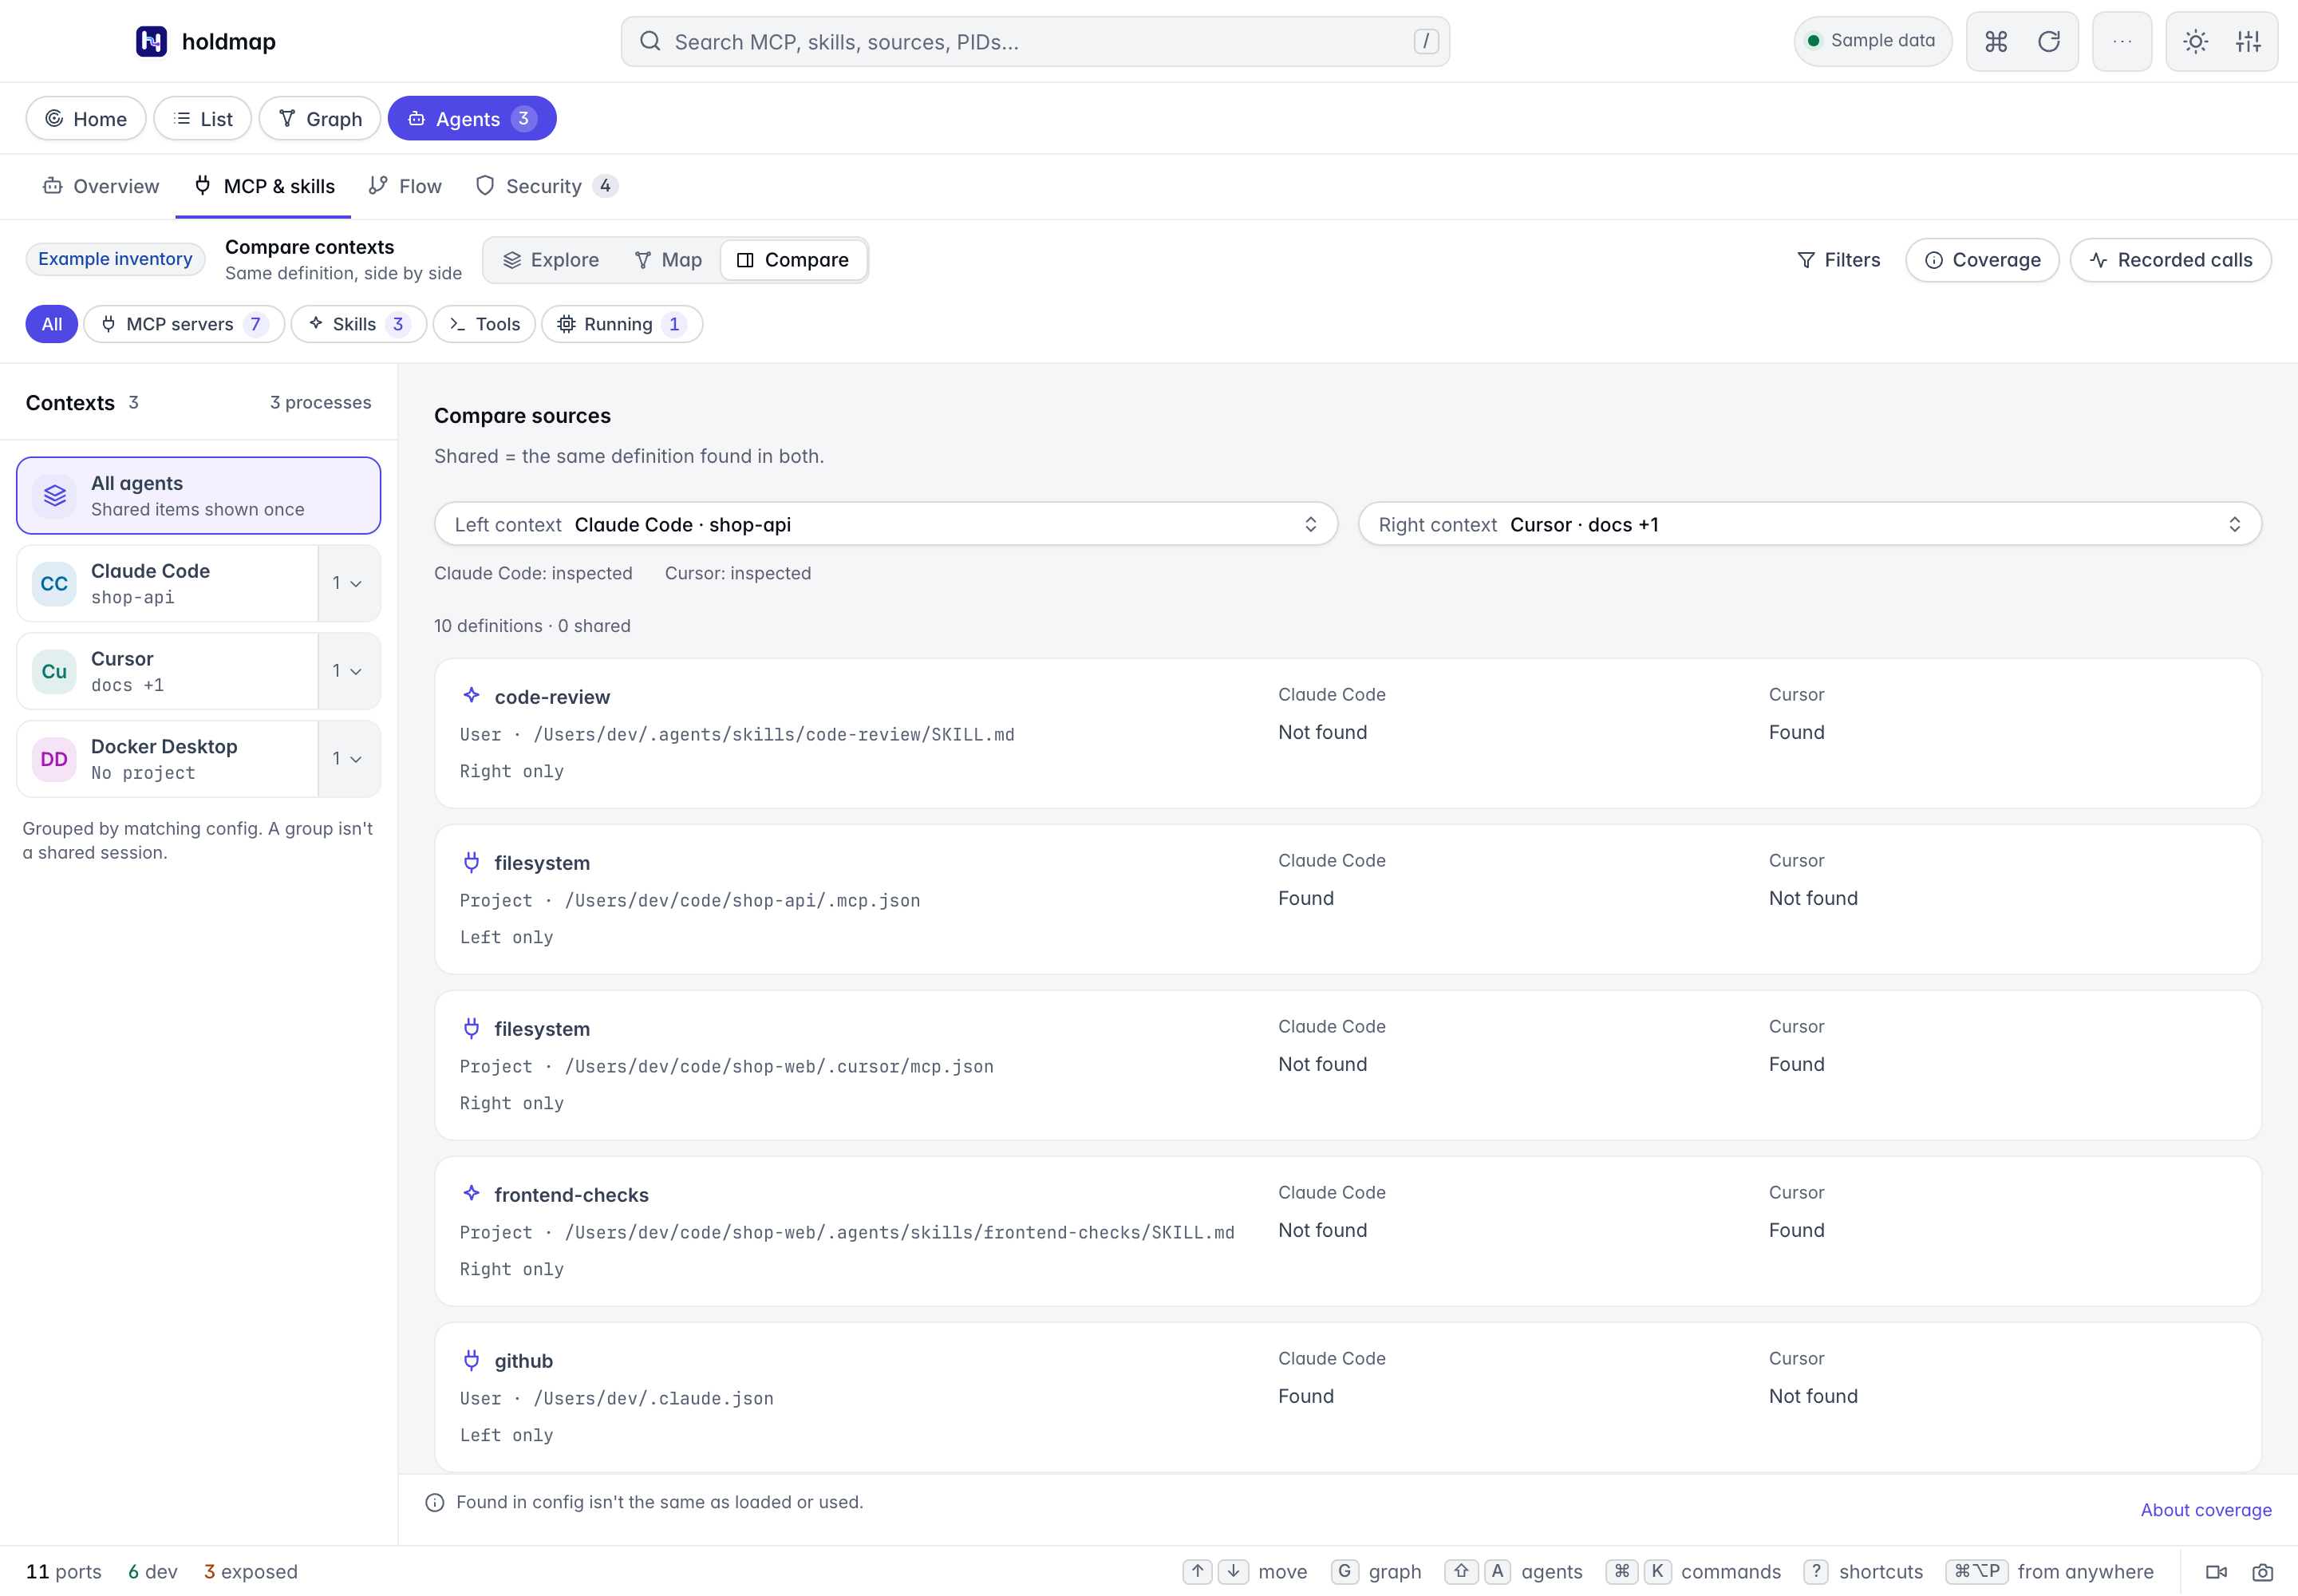 holdmap
Search MCP, skills, sources, PIDs...
/
Sample data
Home
List
Graph
Agents 3
Overview
MCP & skills
Flow
Security 4
Example inventory
Compare contexts
Same definition, side by side
Explore
Map
Compare
Filters
Coverage
Recorded calls
All
MCP servers 7
Skills 3
Tools
Running 1
Contexts 3
3 processes
All agents
Shared items shown once
CC
Claude Code
shop-api
1
Cu
Cursor
docs +1
1
DD
Docker Desktop
No project
1
Grouped by matching config. A group isn't
a shared session.
Compare sources
Shared = the same definition found in both.
Left context Claude Code · shop-api
Right context Cursor · docs +1
Claude Code: inspected Cursor: inspected
10 definitions · 0 shared
code-review
User · /Users/dev/.agents/skills/code-review/SKILL.md
Right only
Claude Code
Not found
Cursor
Found
filesystem
Project · /Users/dev/code/shop-api/.mcp.json
Left only
Claude Code
Found
Cursor
Not found
filesystem
Project · /Users/dev/code/shop-web/.cursor/mcp.json
Right only
Claude Code
Not found
Cursor
Found
frontend-checks
Project · /Users/dev/code/shop-web/.agents/skills/frontend-checks/SKILL.md
Right only
Claude Code
Not found
Cursor
Found
github
User · /Users/dev/.claude.json
Left only
Claude Code
Found
Cursor
Not found
Found in config isn't the same as loaded or used.
About coverage
11 ports 6 dev 3 exposed
↑ ↓ move G graph ⇧ A agents ⌘ K commands ? shortcuts ⌘⌥P from anywhere